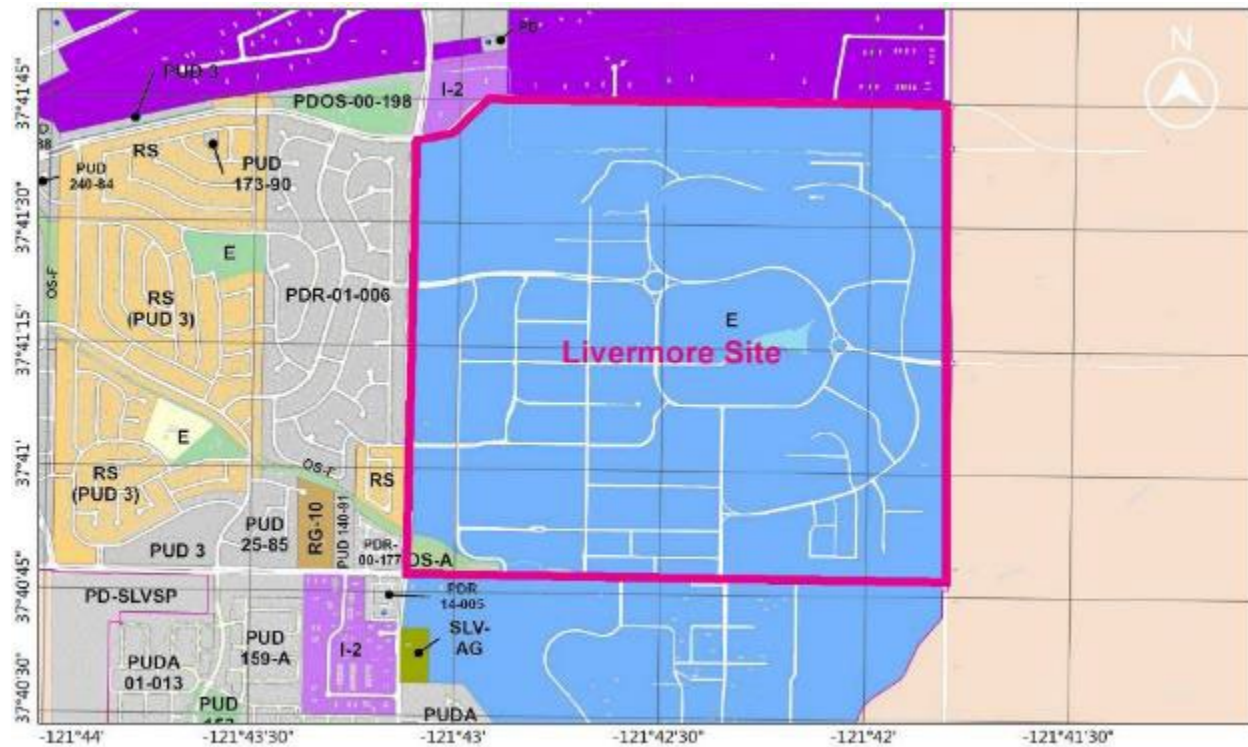 PD
PUD 3
I-2
PDOS-00-198
N
37°41'45"
RS
PUD
173-90
PUD
240-84
37°41'30"
E
OS-F
RS
(PUD 3)
PDR-01-006
37°41'15"
E
Livermore Site
E
37°41'
OS-F
RS
RS
(PUD 3)
RG-10
PUD 140-91
PUD
25-85
PUD 3
PDR-
00-177
OS-A
37°40'45"
PD-SLVSP
PDR
14-005
SLV-
AG
PUD
159-A
I-2
PUDA
01-013
37°40'30"
PUD
PUDA
-121°44'
-121°43'30"
-121°43'
-121°42'30"
-121°42'
-121°41'30"